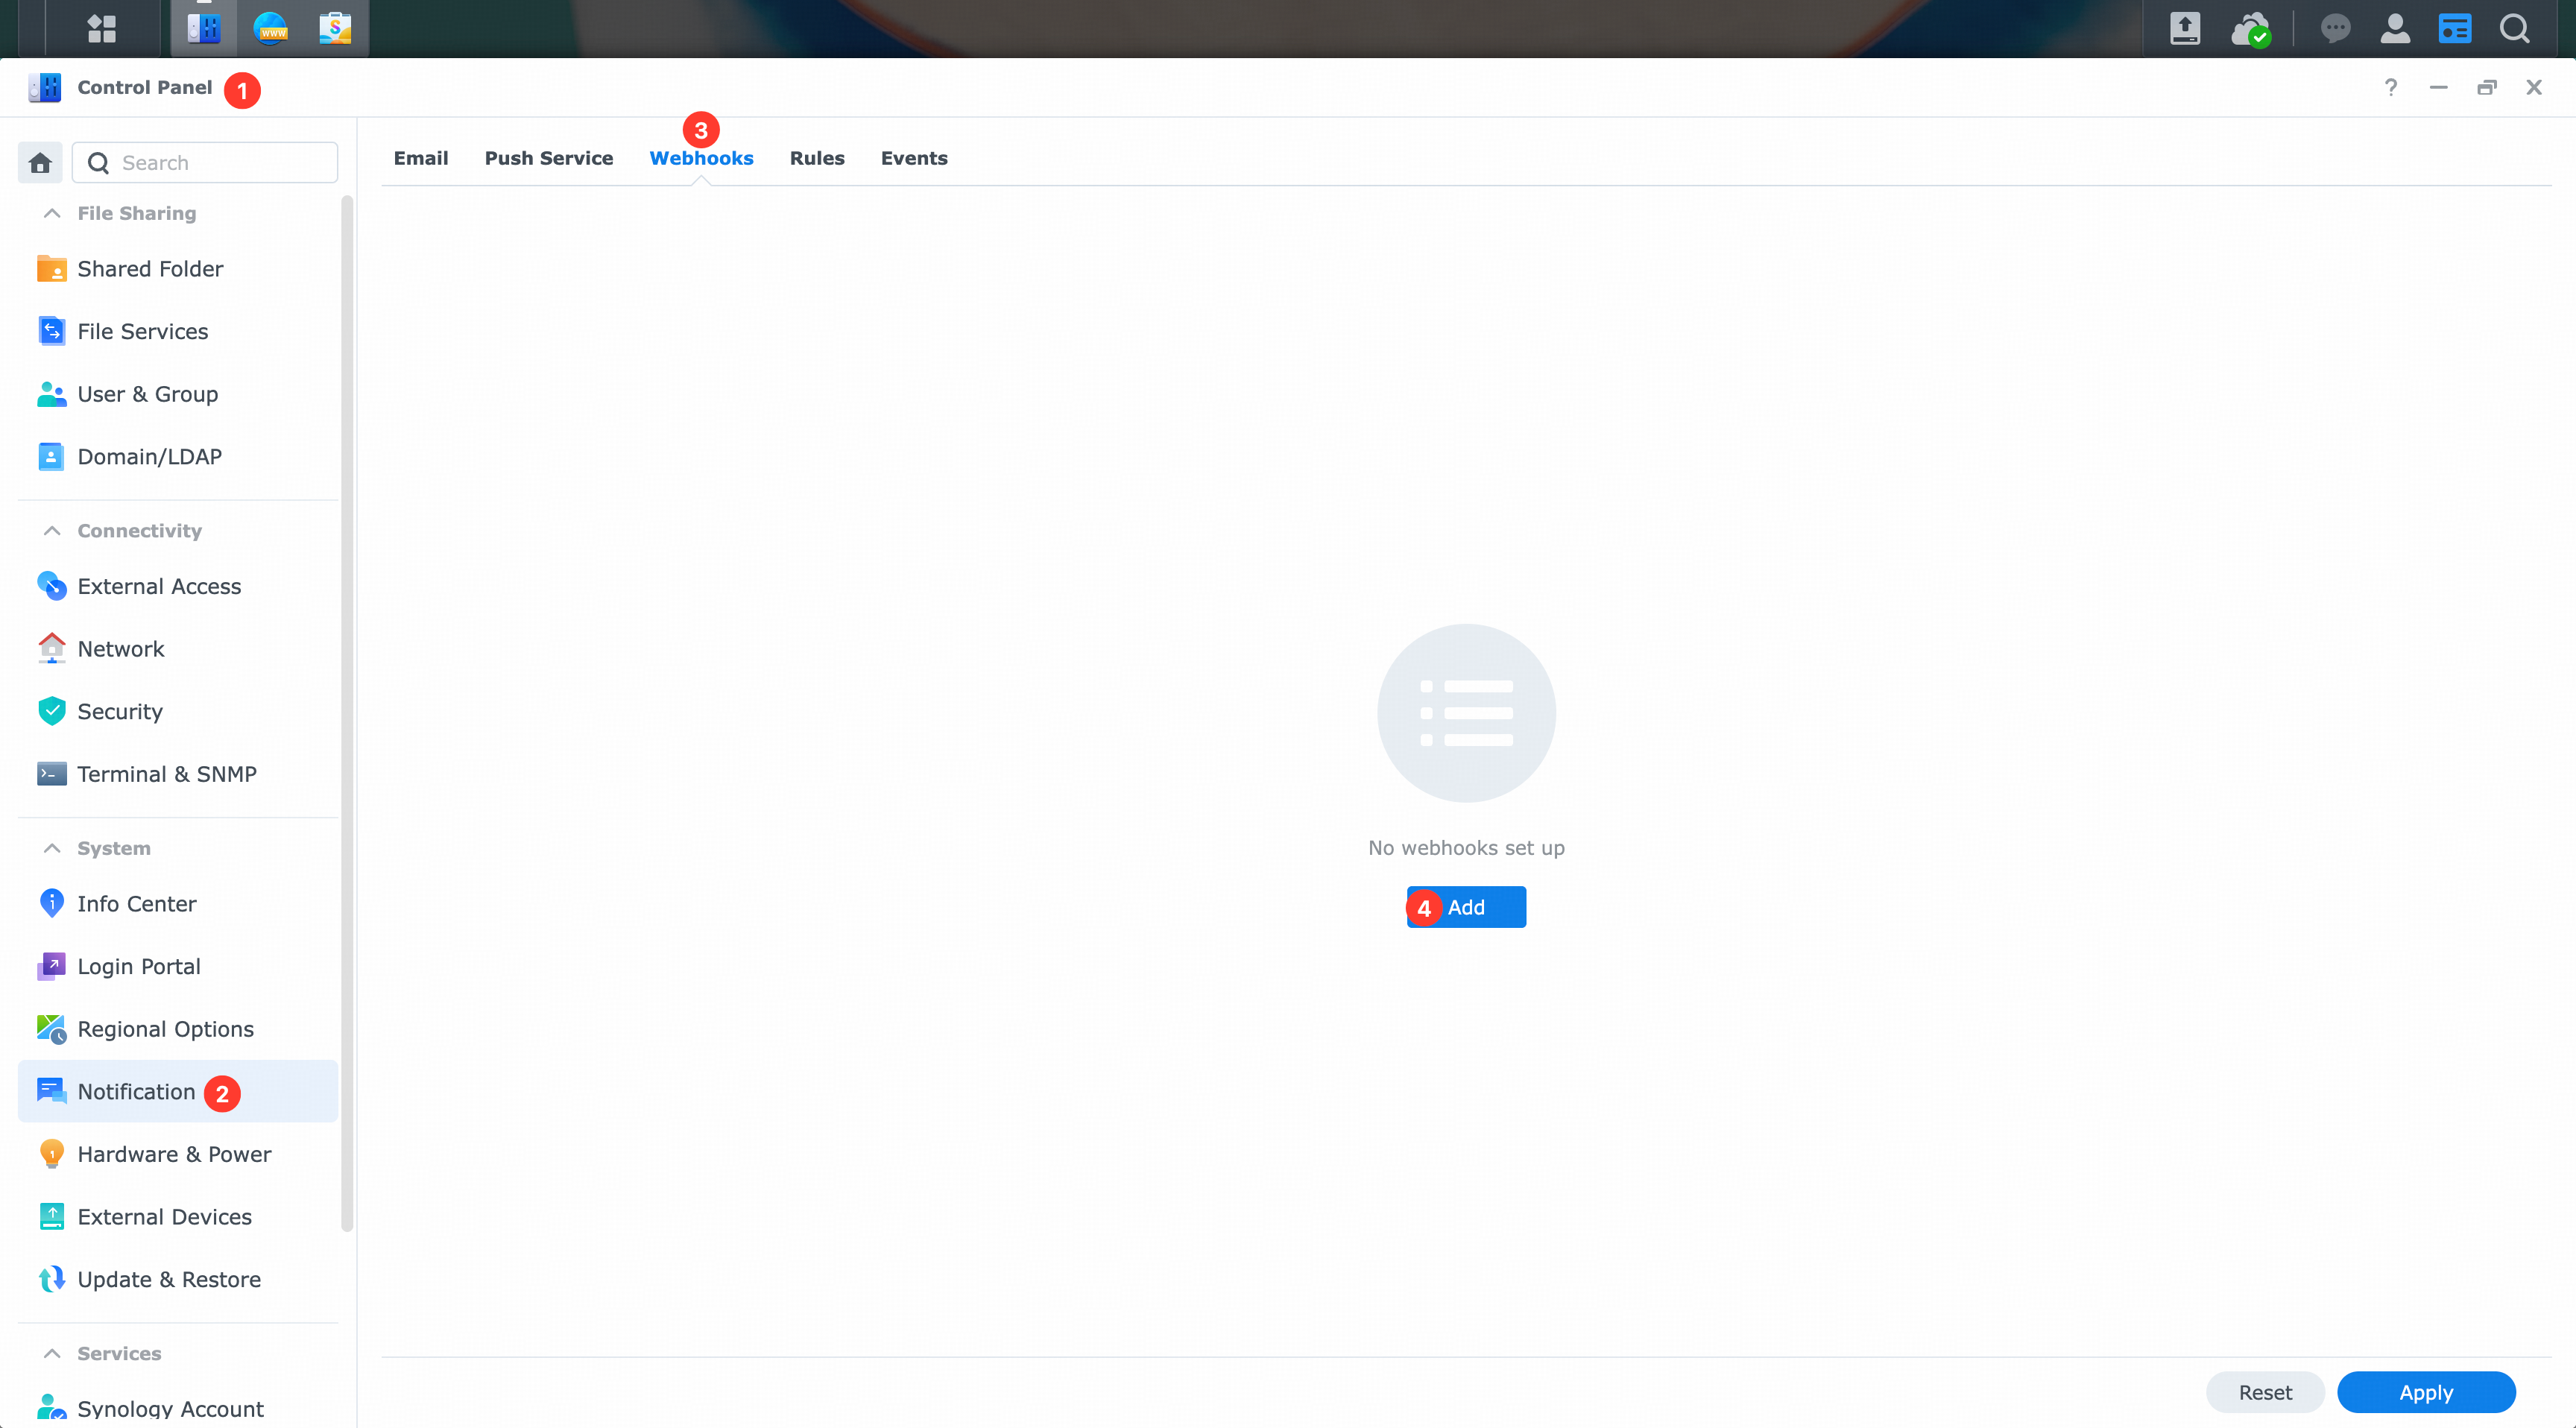 www
S
Control Panel 1
?
Search
Email
Push Service
3
Webhooks
Rules
Events
File Sharing
Shared Folder
File Services
User & Group
Domain/LDAP
Connectivity
External Access
Network
Security
Terminal & SNMP
System
Info Center
Login Portal
Regional Options
Notification 2
Hardware & Power
External Devices
Update & Restore
Services
Synology Account
No webhooks set up
4 Add
Reset
Apply